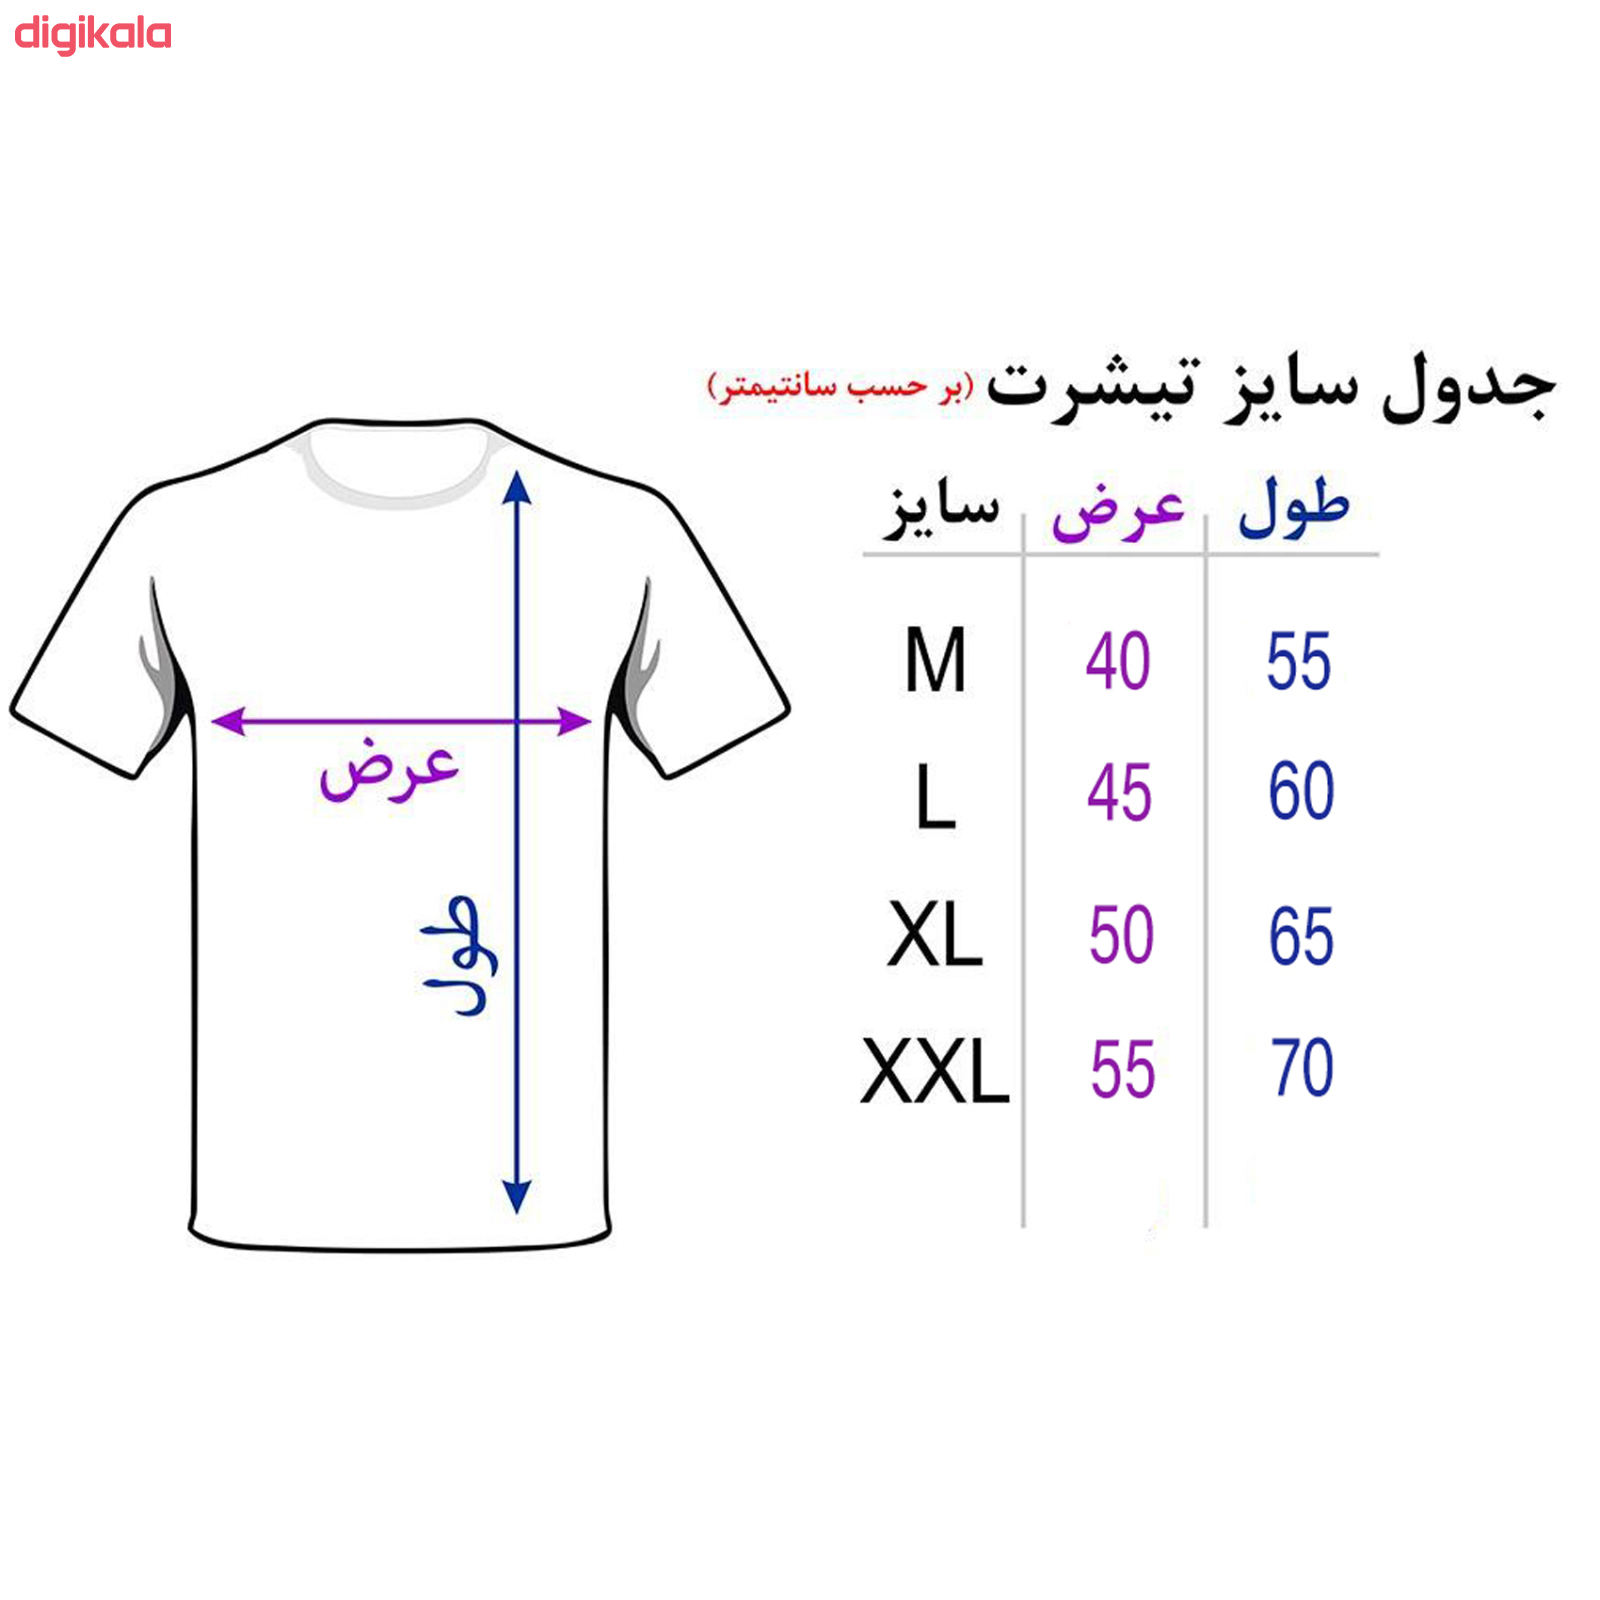 digikala
جدول سایز تیشرت (بر حسب سانتیمتر)
سایز عرض طول
M 40 55
L 45 60
XL 50 65
XXL 55 70
عرض
طول